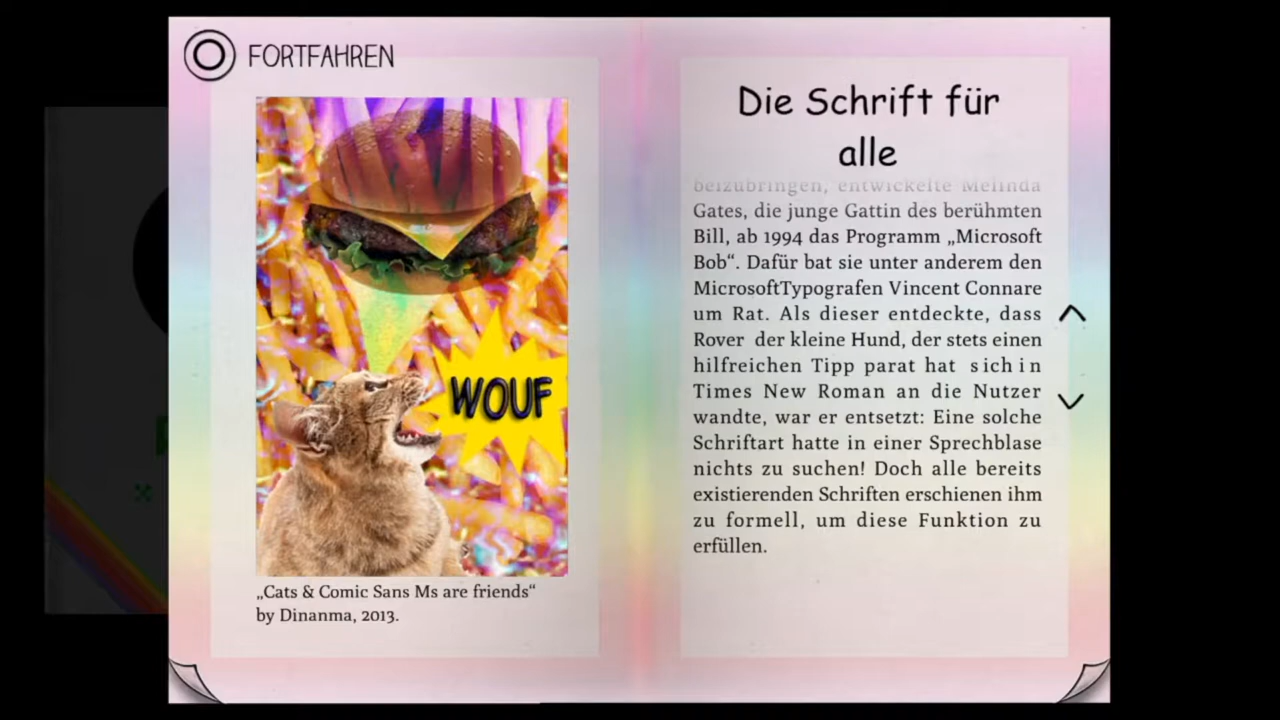 FORTFAHREN
WOUF
„Cats & Comic Sans Ms are friends“
by Dinanma, 2013.
Die Schrift für
alle
beizubringen, entwickelte Melinda
Gates, die junge Gattin des berühmten
Bill, ab 1994 das Programm „Microsoft
Bob“. Dafür bat sie unter anderem den
MicrosoftTypografen Vincent Connare
um Rat. Als dieser entdeckte, dass
Rover der kleine Hund, der stets einen
hilfreichen Tipp parat hat sich in
Times New Roman an die Nutzer
wandte, war er entsetzt: Eine solche
Schriftart hatte in einer Sprechblase
nichts zu suchen! Doch alle bereits
existierenden Schriften erschienen ihm
zu formell, um diese Funktion zu
erfüllen.